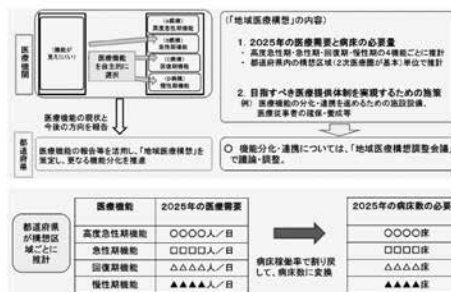 医療機関
(機能が
見えにくい)
医療機能
を自主的に
選択
(A病棟)
高度急性期機能
(B病棟)
急性期機能
(C病棟)
回復期機能
(D病棟)
慢性期機能
医療機能の現状と
今後の方向を報告
都道府県
医療機能の報告等を活用し、「地域医療構想」を
策定し、更なる機能分化を推進
(「地域医療構想」の内容)
1. 2025年の医療需要と病床の必要量
・ 高度急性期・急性期・回復期・慢性期の4機能ごとに推計
・ 都道府県内の構想区域(2次医療圏が基本)単位で推計
2. 目指すべき医療提供体制を実現するための施策
例) 医療機能の分化・連携を進めるための施設設備、
医療従事者の確保・養成等
○ 機能分化・連携については、「地域医療構想調整会議」
で議論・調整。
都道府県
が構想区
域ごとに
推計
医療機能 2025年の医療需要
高度急性期機能 ○○○○人/日
急性期機能 □□□□人/日
回復期機能 △△△△人/日
慢性期機能 ▲▲▲▲人/日
病床稼働率で割り戻
して、病床数に変換
2025年の病床数の必要
○○○○床
□□□□床
△△△△床
▲▲▲▲床